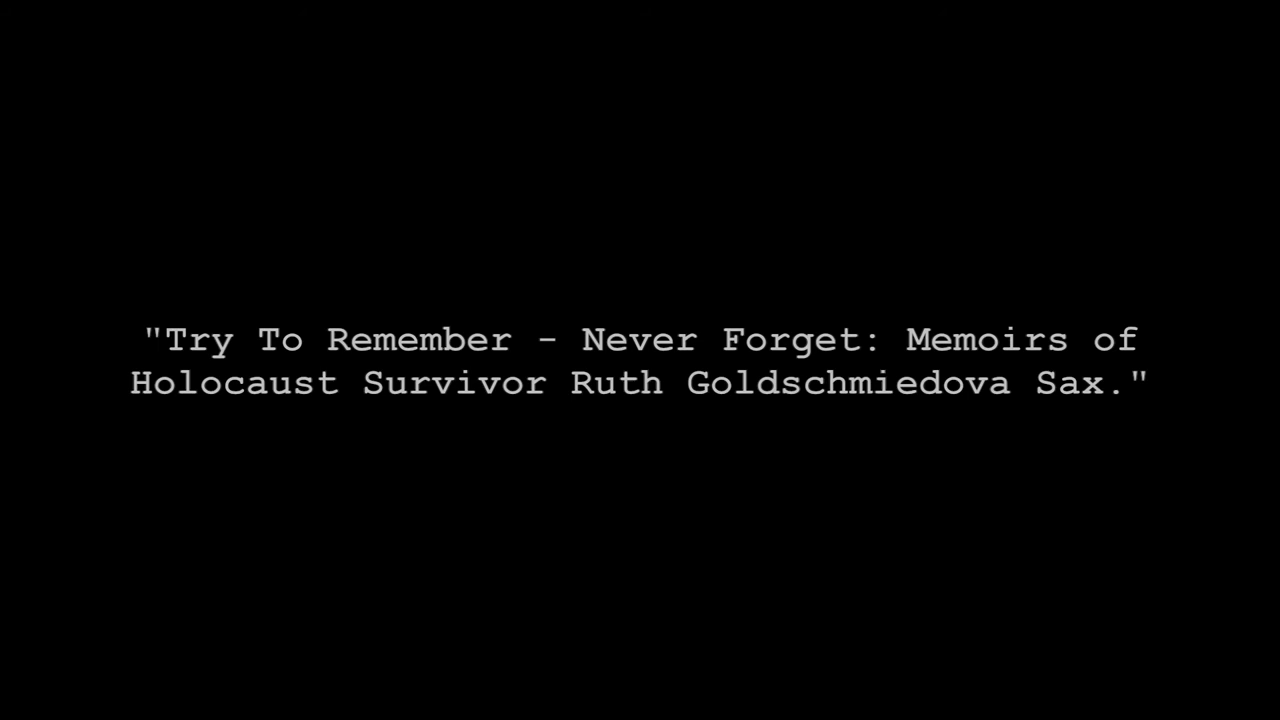 "Try To Remember - Never Forget: Memoirs of
Holocaust Survivor Ruth Goldschmiedova Sax."